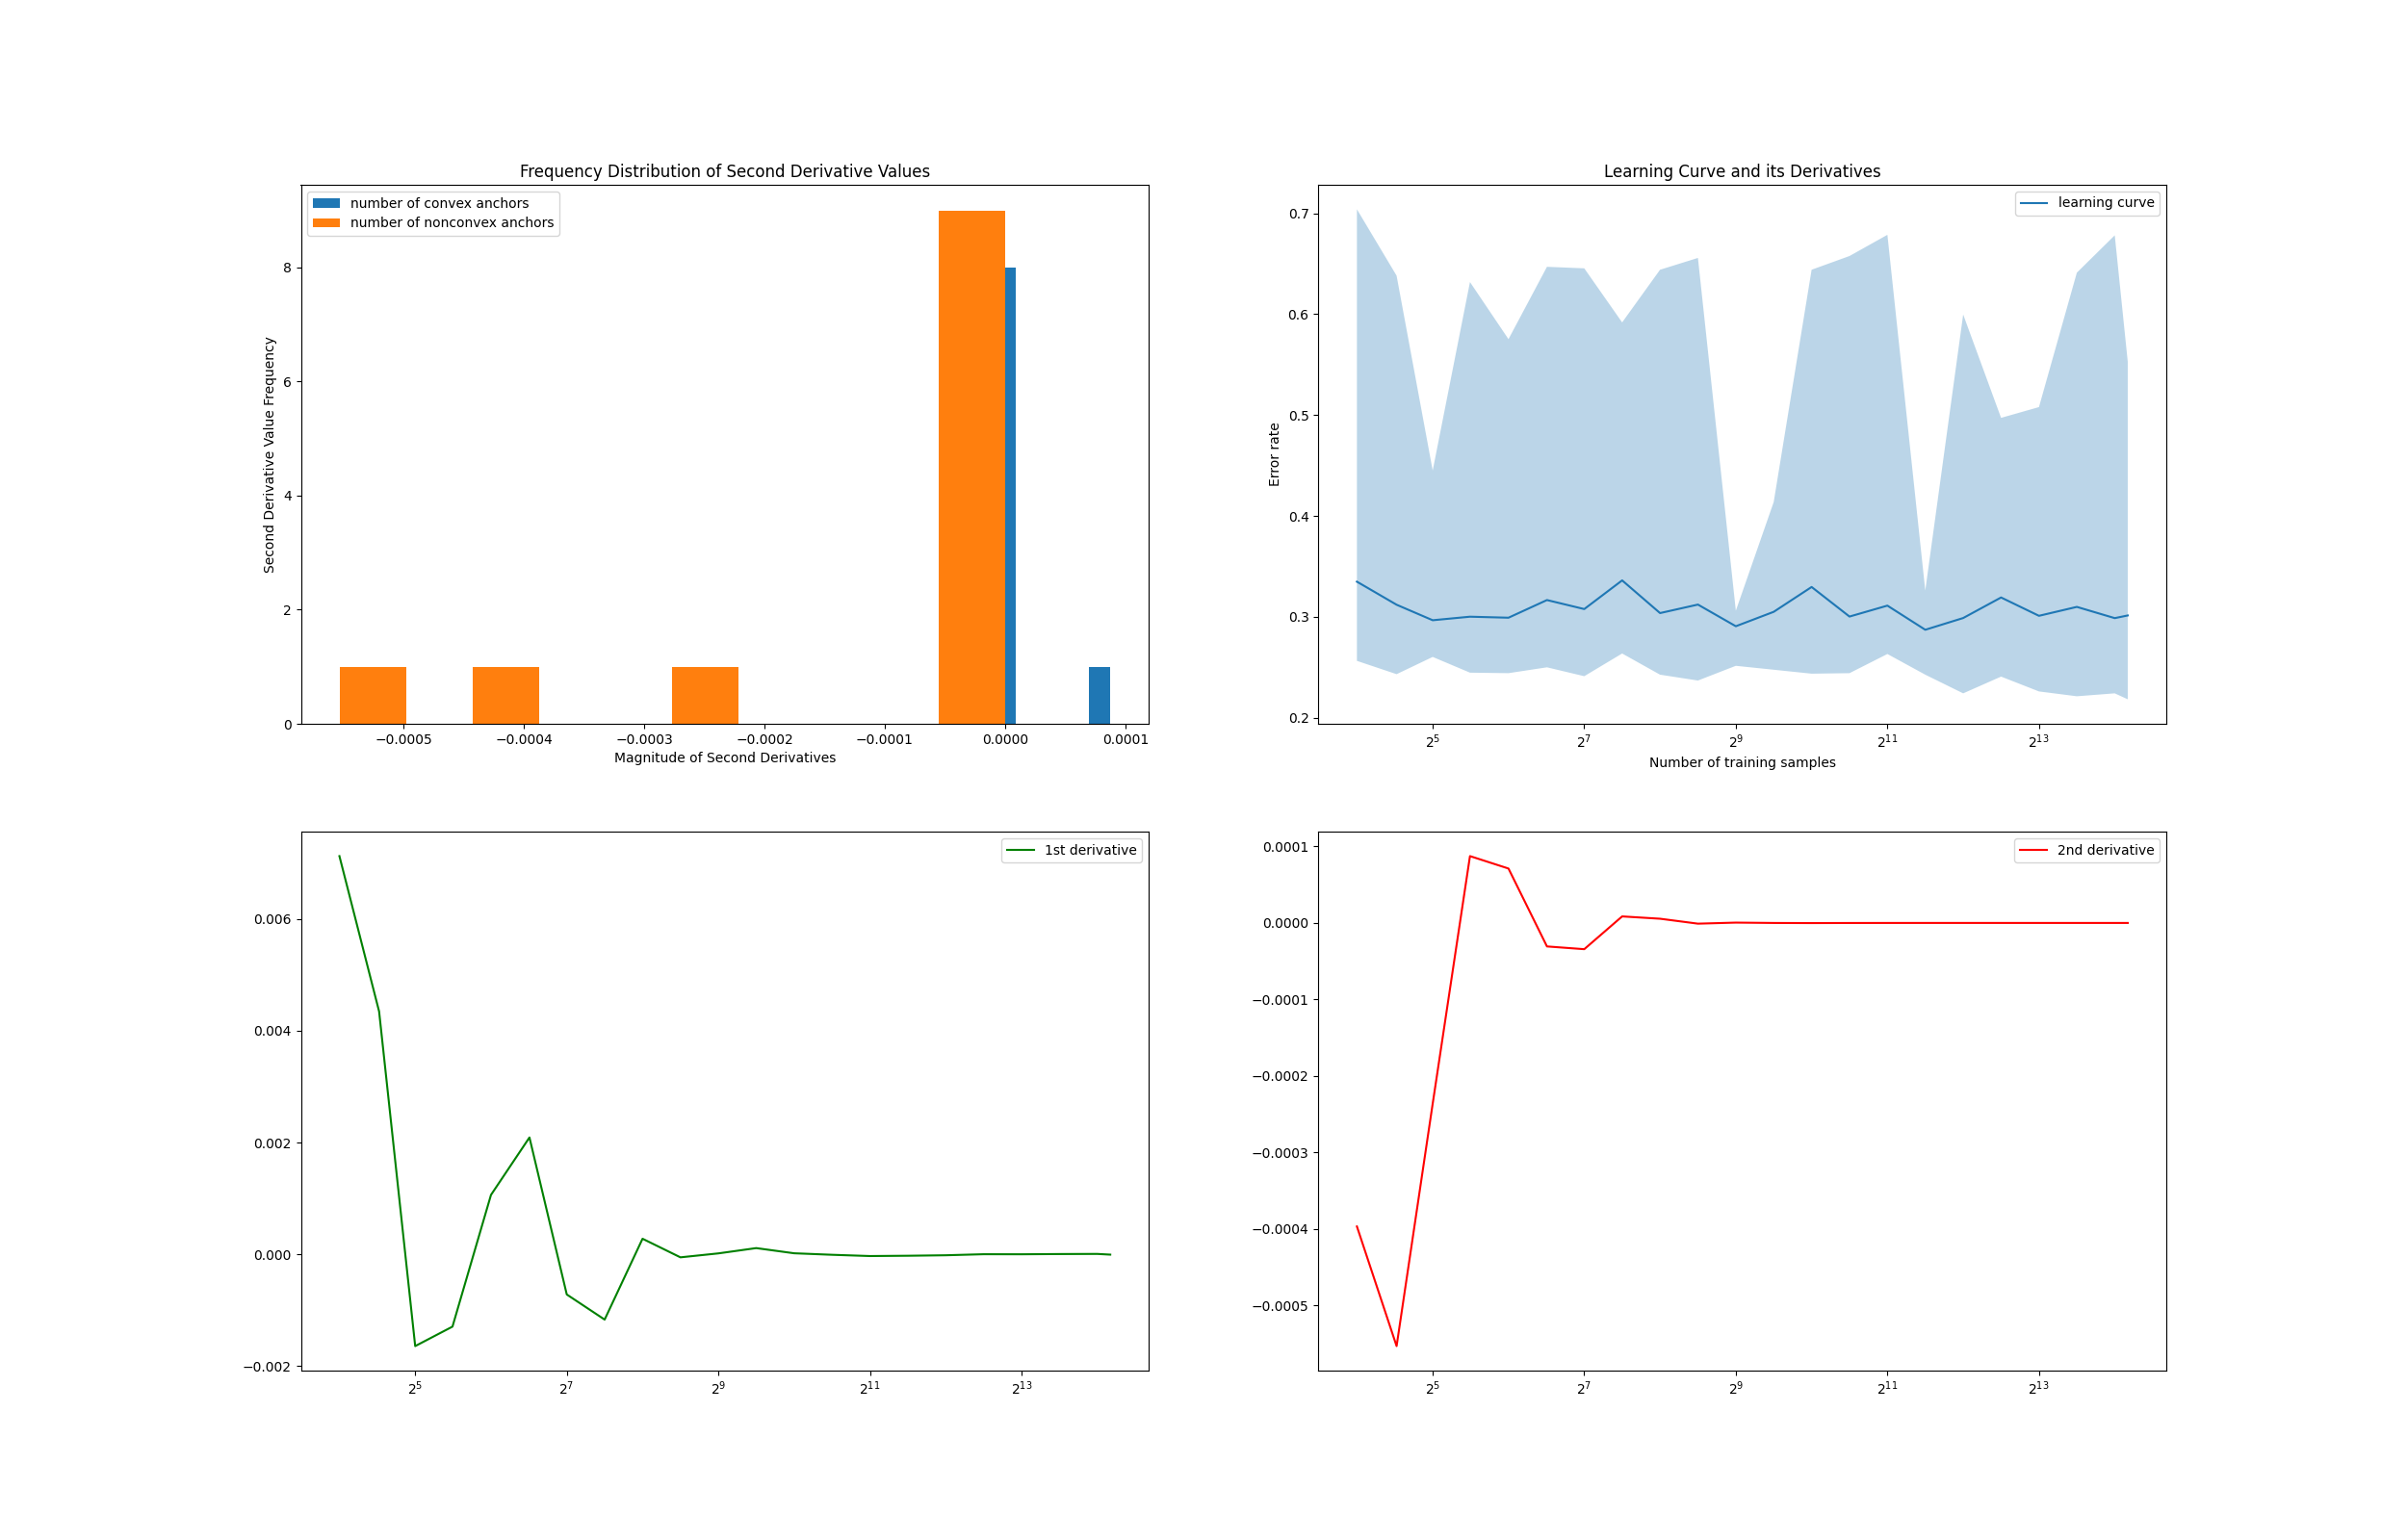 Frequency Distribution of Second Derivative Values
number of convex anchors
number of nonconvex anchors
Second Derivative Value Frequency
8
6
4
2
0
−0.0005 −0.0004 −0.0003 −0.0002 −0.0001 0.0000 0.0001
Magnitude of Second Derivatives
Learning Curve and its Derivatives
learning curve
Error rate
0.7
0.6
0.5
0.4
0.3
0.2
2^5 2^7 2^9 2^11 2^13
Number of training samples
1st derivative
0.006
0.004
0.002
0.000
−0.002
2^5 2^7 2^9 2^11 2^13
2nd derivative
0.0001
0.0000
−0.0001
−0.0002
−0.0003
−0.0004
−0.0005
2^5 2^7 2^9 2^11 2^13